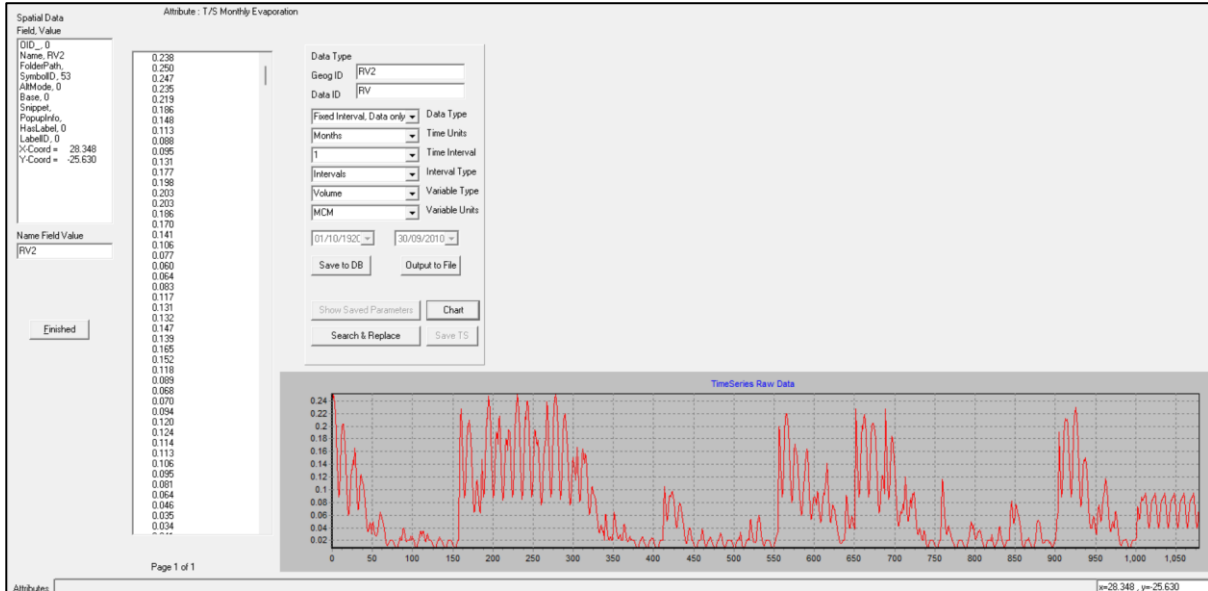 Attribute : T/S Monthly Evaporation
Spatial Data
Field, Value
OID_, 0
Name, RV2
FolderPath,
SymbolID, 53
AltMode, 0
Base, 0
Snippet,
PopupInfo,
HasLabel, 0
LabelID, 0
X-Coord = 28.348
Y-Coord = -25.630
Name Field Value
RV2
Finished
0.238
0.250
0.247
0.235
0.219
0.186
0.148
0.113
0.088
0.095
0.131
0.177
0.198
0.203
0.203
0.186
0.170
0.141
0.106
0.077
0.060
0.064
0.083
0.117
0.131
0.132
0.147
0.139
0.165
0.152
0.118
0.089
0.068
0.070
0.094
0.120
0.124
0.114
0.113
0.106
0.095
0.081
0.064
0.046
0.035
0.034
Page 1 of 1
Data Type
Geog ID RV2
Data ID RV
Fixed Interval, Data only Data Type
Months Time Units
1 Time Interval
Intervals Interval Type
Volume Variable Type
MCM Variable Units
01/10/192 30/09/2010
Save to DB Output to File
Show Saved Parameters Chart
Search & Replace Save TS
TimeSeries Raw Data
0.24
0.22
0.2
0.18
0.16
0.14
0.12
0.1
0.08
0.06
0.04
0.02
0 50 100 150 200 250 300 350 400 450 500 550 600 650 700 750 800 850 900 950 1,000 1,050
Attributes
x=28.348 , y=-25.630